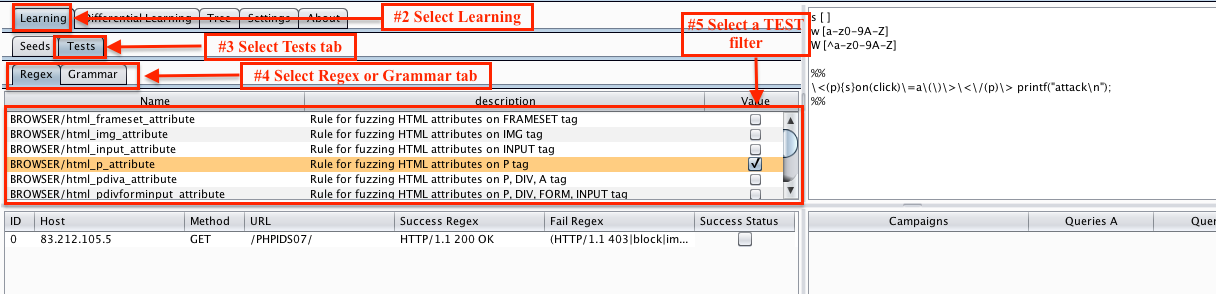 Learning Differential Learning Tree Settings About
#2 Select Learning
#5 Select a TEST filter
Seeds Tests
#3 Select Tests tab
Regex Grammar
#4 Select Regex or Grammar tab
Name description Value
BROWSER/html_frameset_attribute Rule for fuzzing HTML attributes on FRAMESET tag
BROWSER/html_img_attribute Rule for fuzzing HTML attributes on IMG tag
BROWSER/html_input_attribute Rule for fuzzing HTML attributes on INPUT tag
BROWSER/html_p_attribute Rule for fuzzing HTML attributes on P tag
BROWSER/html_pdiva_attribute Rule for fuzzing HTML attributes on P, DIV, A tag
BROWSER/html_pdivforminput_attribute Rule for fuzzing HTML attributes on P, DIV, FORM, INPUT tag
s [ ]
w [a-z0-9A-Z]
W [^a-z0-9A-Z]
%%
\<(p){s}on(click)\=a\(\)\>\<\/(p)\> printf("attack\n");
%%
ID Host Method URL Success Regex Fail Regex Success Status
0 83.212.105.5 GET /PHPIDS07/ HTTP/1.1 200 OK (HTTP/1.1 403|block|im...
Campaigns Queries A Quer